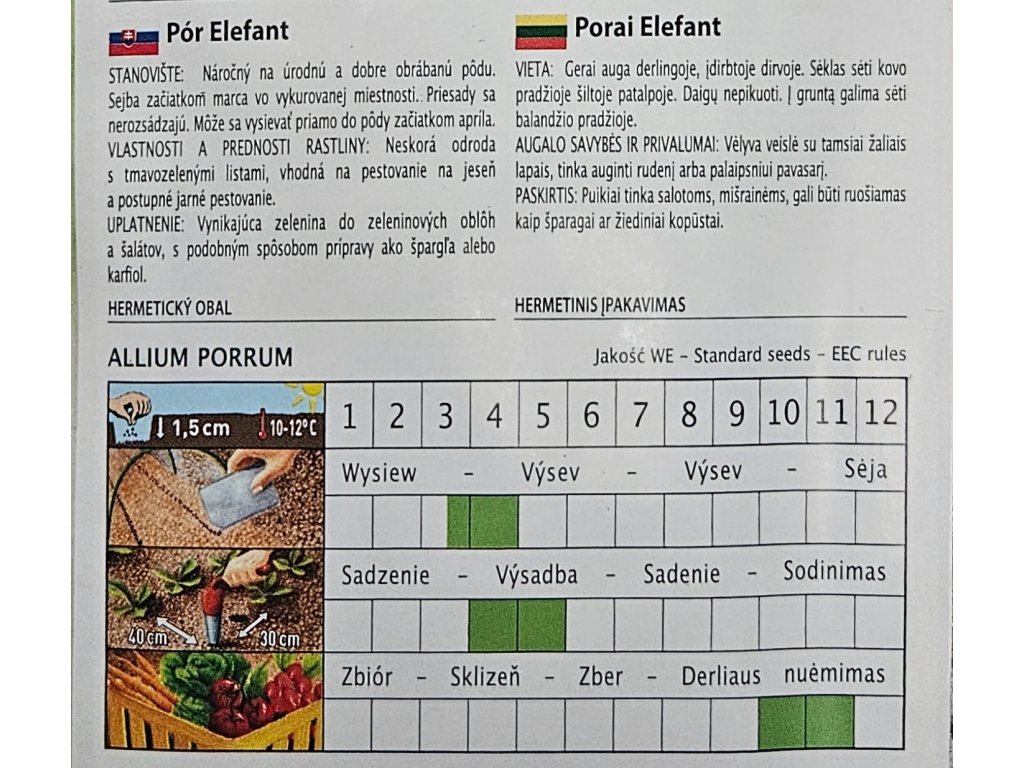 Pór Elefant
STANOVIŠTE: Náročný na úrodnú a dobre obrábanú pôdu.
Sejba začiatkom marca vo vykurovanej miestnosti. Priesady sa
nerozsádzajú. Môže sa vysievať priamo do pôdy začiatkom apríla.
VLASTNOSTI A PREDNOSTI RASTLINY: Neskorá odroda
s tmavozelenými listami, vhodná na pestovanie na jeseň
a postupné jarné pestovanie.
UPLATNENIE: Vynikajúca zelenina do zeleninových oblôh
a šalátov, s podobným spôsobom prípravy ako špargľa alebo
karfiol.
HERMETICKÝ OBAL
Porai Elefant
VIETA: Gerai auga derlingoje, įdirbtoje dirvoje. Sėklas sėti kovo
pradžioje šiltoje patalpoje. Daigų nepikuoti. Į gruntą galima sėti
balandžio pradžioje.
AUGALO SAVYBĖS IR PRIVALUMAI: Vėlyva veislė su tamsiai žaliais
lapais, tinka auginti rudenį arba palaipsniui pavasarį.
PASKIRTIS: Puikiai tinka salotoms, mišrainėms, gali būti ruošiamas
kaip šparagai ar žiediniai kopūstai.
HERMETINIS ĮPAKAVIMAS
ALLIUM PORRUM
Jakość WE – Standard seeds – EEC rules
1,5 cm 10-12°C
1 2 3 4 5 6 7 8 9 10 11 12
Wysiew – Výsev – Výsev – Sėja
Sadzenie – Výsadba – Sadenie – Sodinimas
40 cm 30 cm
Zbiór – Sklizeň – Zber – Derliaus nuėmimas